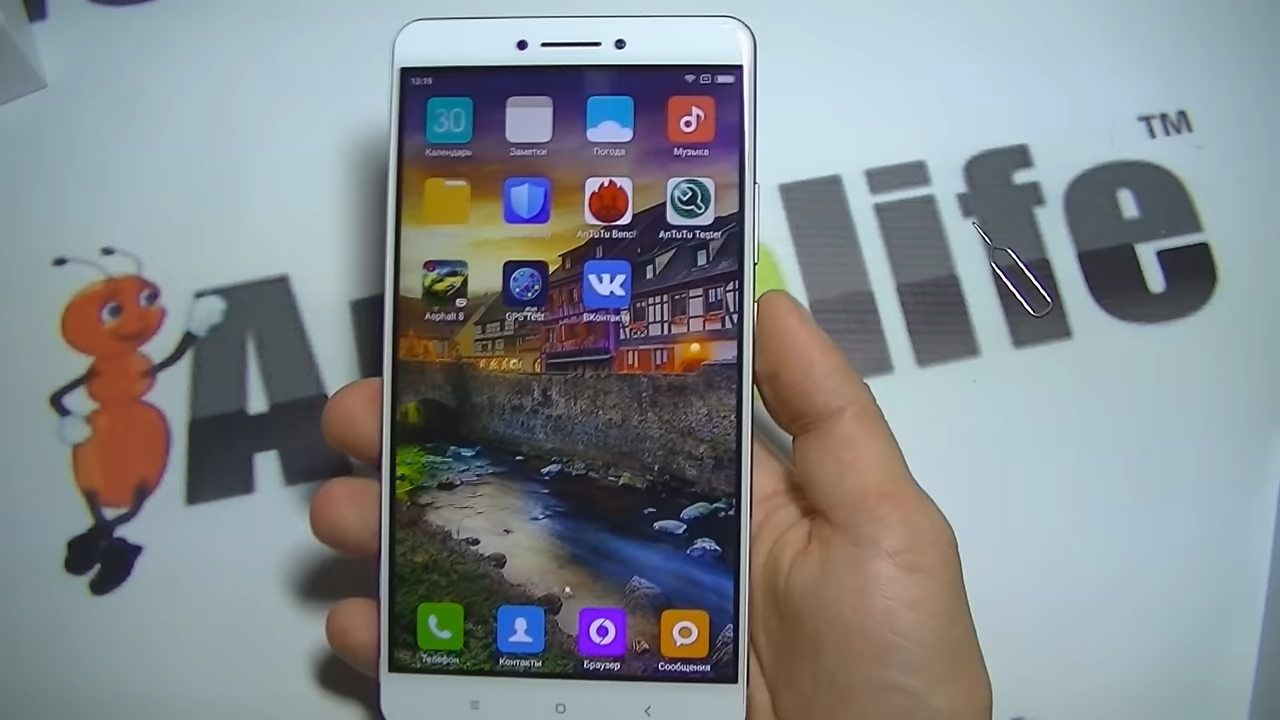 13:19
30
Календарь
Заметки
Погода
Музыка
AnTuTu Bench
AnTuTu Tester
Asphalt 8
GPS Test
ВКонтакте
Телефон
Контакты
Браузер
Сообщения
A life TM